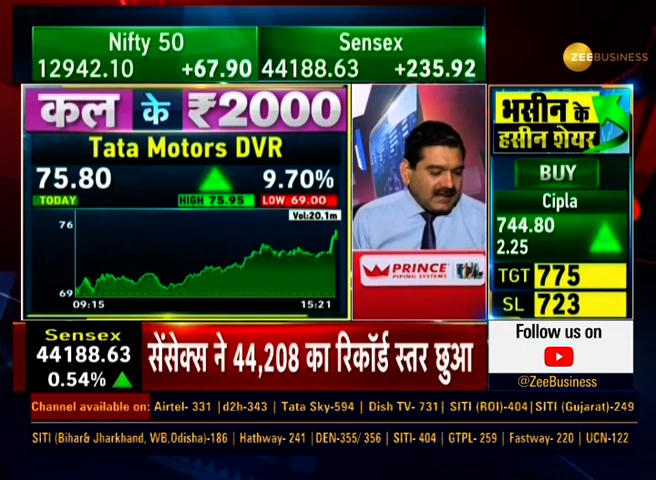 Nifty 50
12942.10 +67.90
Sensex
44188.63 +235.92
ZEE BUSINESS
कल के ₹2000
Tata Motors DVR
75.80 9.70%
TODAY HIGH 75.95 LOW 69.00
Vol:20.1m
76
69
09:15 15:21
PRINCE
PIPING SYSTEMS
भसीन के
हसीन शेयर
BUY
Cipla
744.80
2.25
TGT 775
SL 723
Sensex
44188.63
0.54%
सेंसेक्स ने 44,208 का रिकॉर्ड स्तर छुआ
Follow us on
@ZeeBusiness
Channel available on: Airtel- 331 | d2h-343 | Tata Sky-594 | Dish TV- 731| SITI (ROI)-404| SITI (Gujarat)-249
SITI (Bihar& Jharkhand, WB,Odisha)-186 | Hathway- 241 |DEN-355/ 356 | SITI- 404 | GTPL- 259 | Fastway- 220 | UCN-122